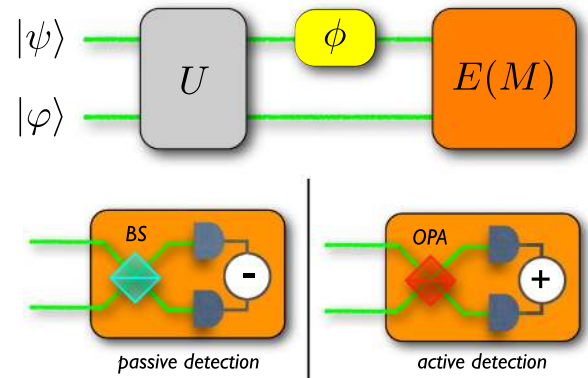 |ψ⟩ U ϕ E(M)
|φ⟩
BS
-
passive detection
OPA
+
active detection